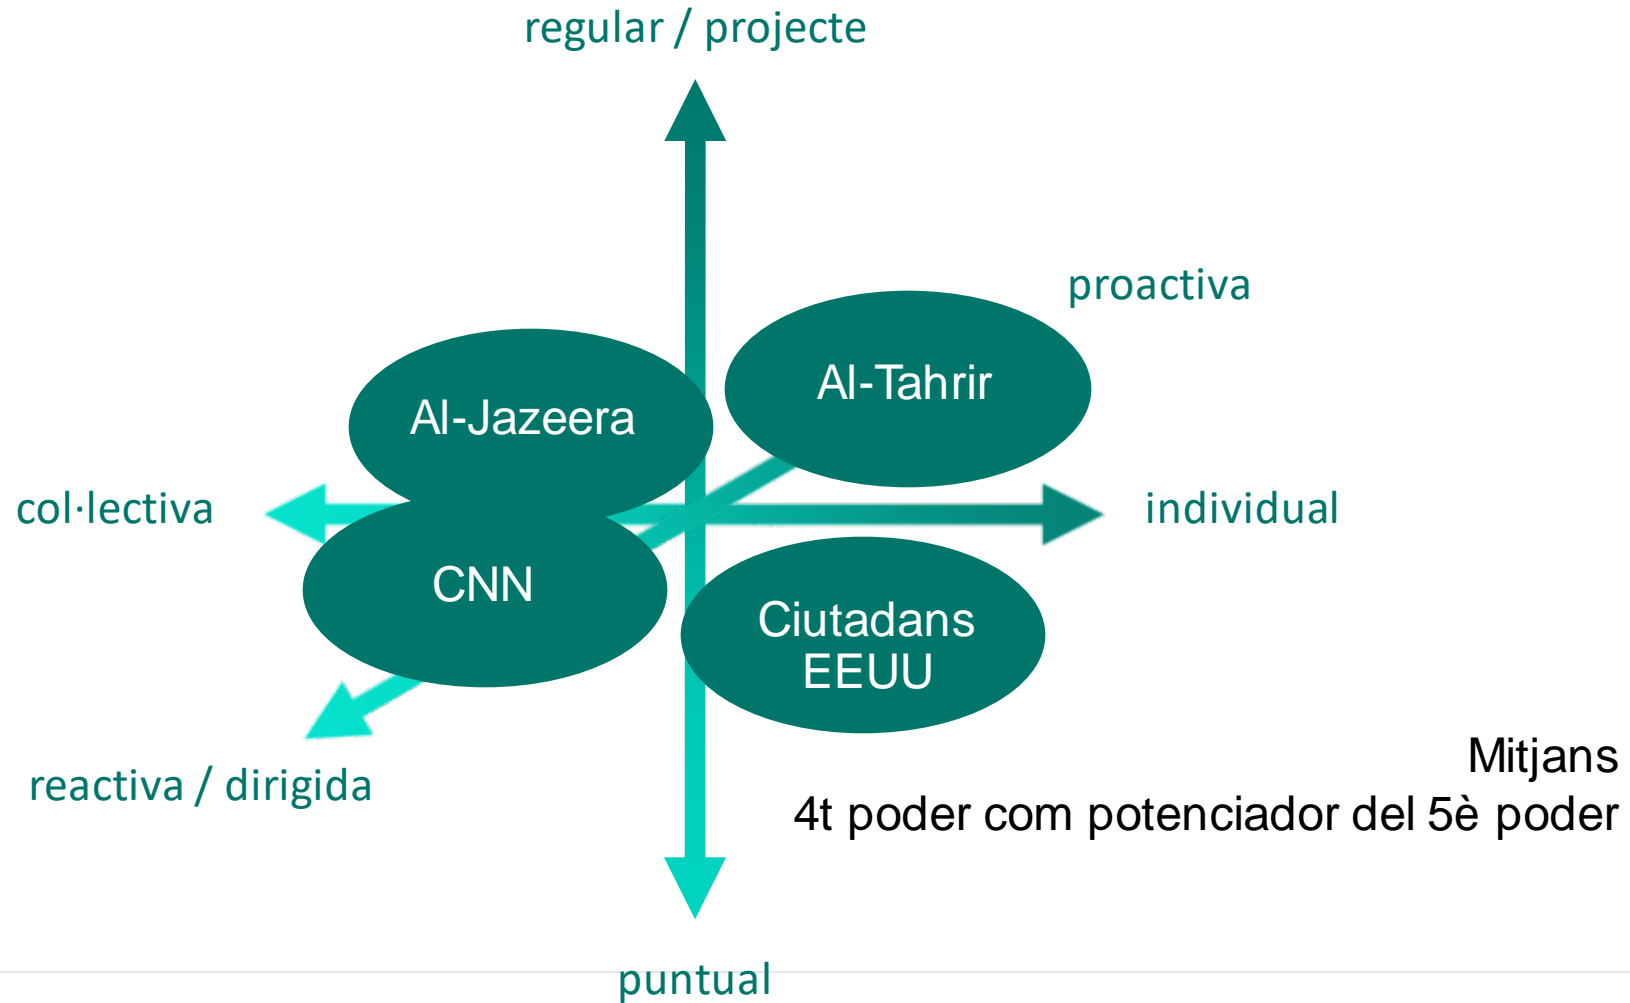 regular / projecte
proactiva
Al-Tahrir
Al-Jazeera
col·lectiva
individual
CNN
Ciutadans
EEUU
reactiva / dirigida
Mitjans
4t poder com potenciador del 5è poder
puntual